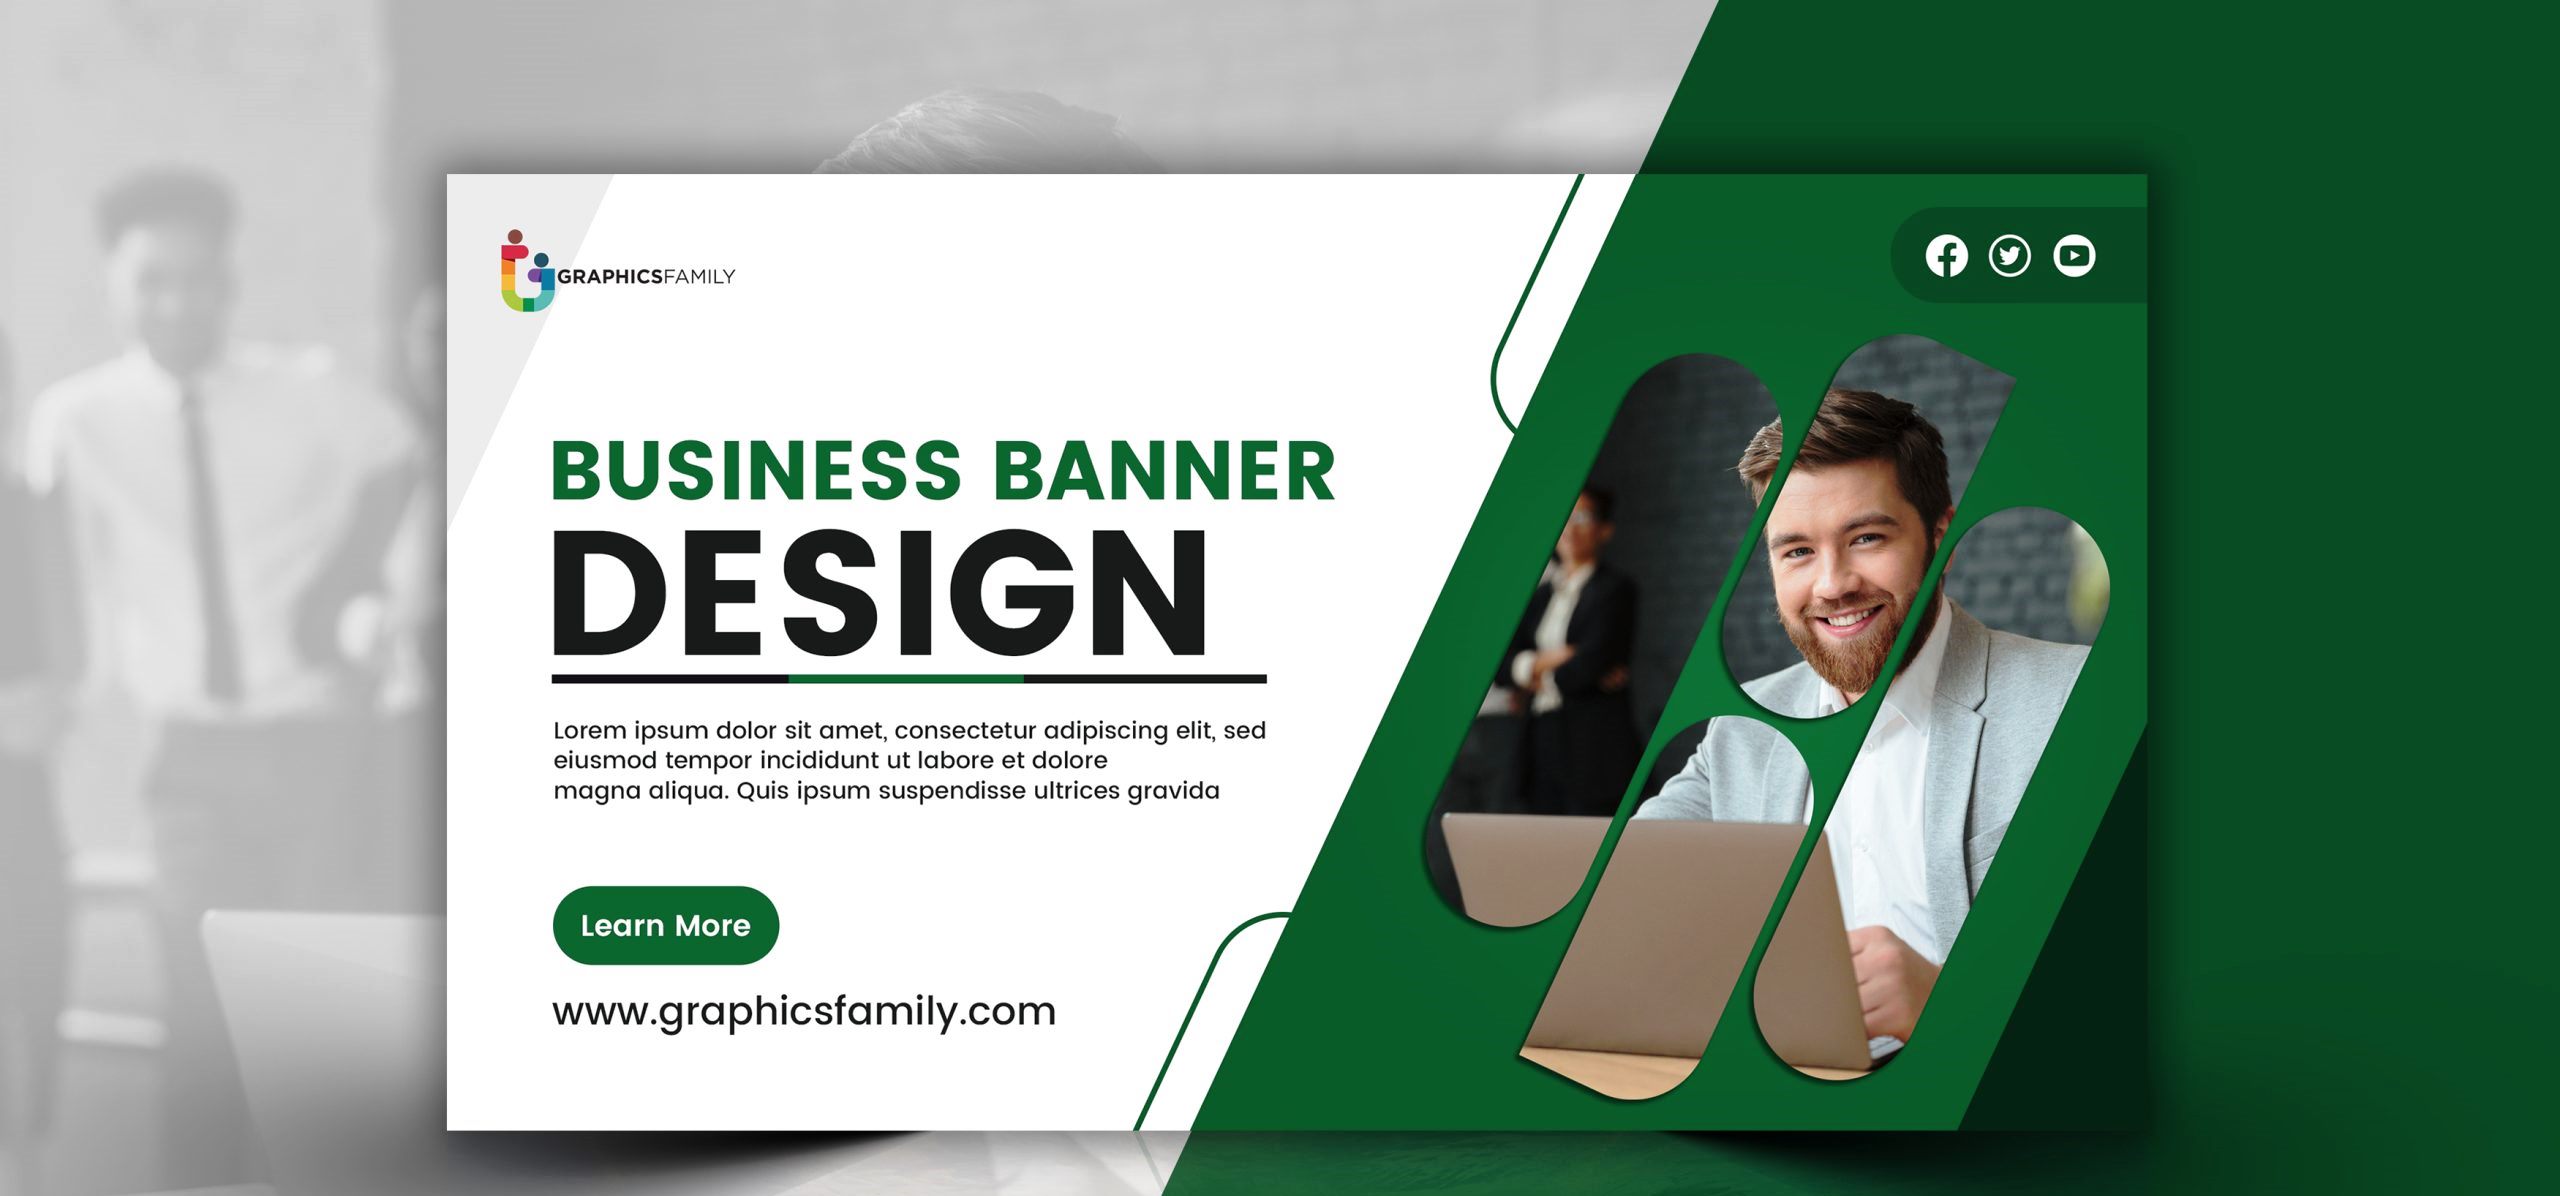 GRAPHICSFAMILY
BUSINESS BANNER
DESIGN
Lorem ipsum dolor sit amet, consectetur adipiscing elit, sed
eiusmod tempor incididunt ut labore et dolore
magna aliqua. Quis ipsum suspendisse ultrices gravida
Learn More
www.graphicsfamily.com